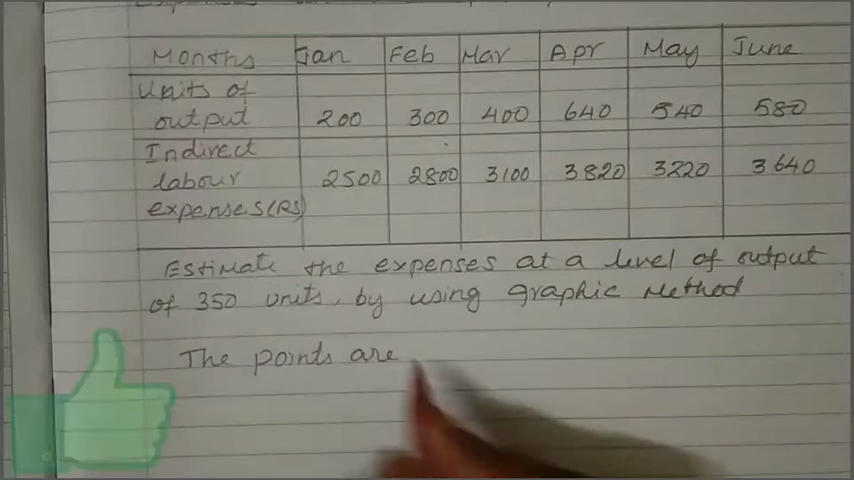 Months Jan Feb Mar Apr May June
Units of
output 200 300 400 640 540 580
Indirect
labour 2500 2800 3100 3820 3220 3640
expenses(Rs)
Estimate the expenses at a level of output
of 350 units, by using graphic Method
The points are